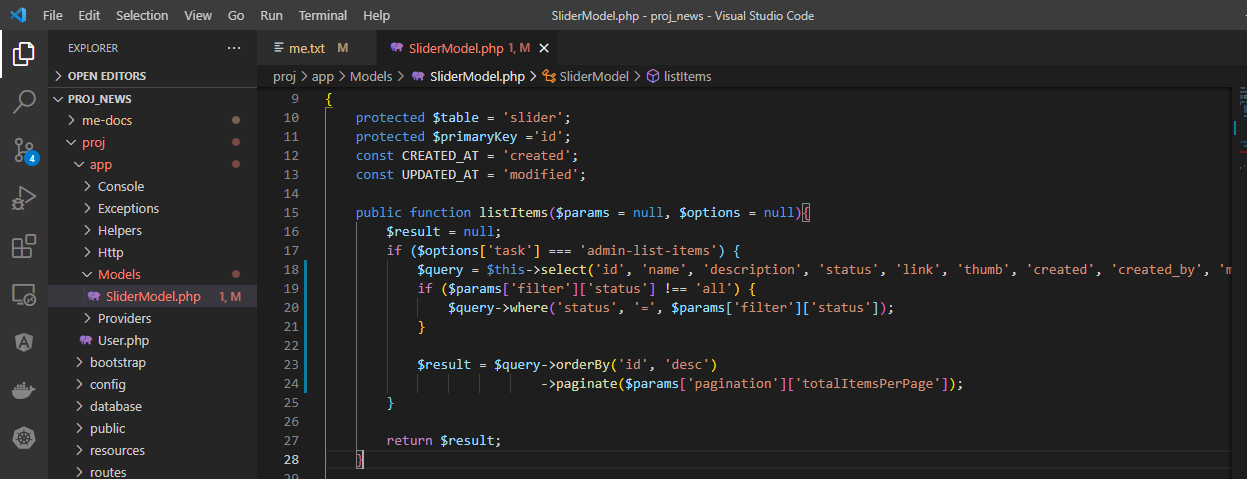 File Edit Selection View Go Run Terminal Help SliderModel.php - proj_news - Visual Studio Code
EXPLORER ···
me.txt M SliderModel.php 1, M
proj > app > Models > SliderModel.php > SliderModel > listItems
OPEN EDITORS
PROJ_NEWS
me-docs
proj
app
Console
Exceptions
Helpers
Http
Models
SliderModel.php 1, M
Providers
User.php
bootstrap
config
database
public
resources
routes
4
9 {
10 protected $table = 'slider';
11 protected $primaryKey ='id';
12 const CREATED_AT = 'created';
13 const UPDATED_AT = 'modified';
14
15 public function listItems($params = null, $options = null){
16 $result = null;
17 if ($options['task'] === 'admin-list-items') {
18 $query = $this->select('id', 'name', 'description', 'status', 'link', 'thumb', 'created', 'created_by', 'm
19 if ($params['filter']['status'] !== 'all') {
20 $query->where('status', '=', $params['filter']['status']);
21 }
22
23 $result = $query->orderBy('id', 'desc')
24 ->paginate($params['pagination']['totalItemsPerPage']);
25 }
26
27 return $result;
28 }
29